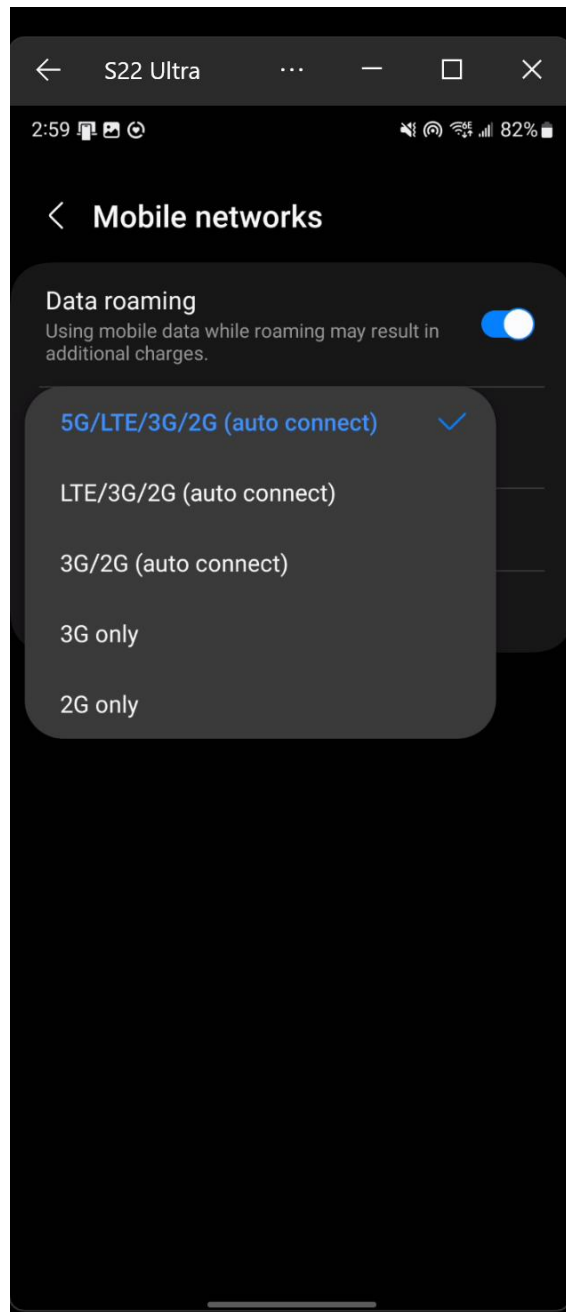 S22 Ultra
2:59 82%
Mobile networks
Data roaming
Using mobile data while roaming may result in
additional charges.
5G/LTE/3G/2G (auto connect)
LTE/3G/2G (auto connect)
3G/2G (auto connect)
3G only
2G only